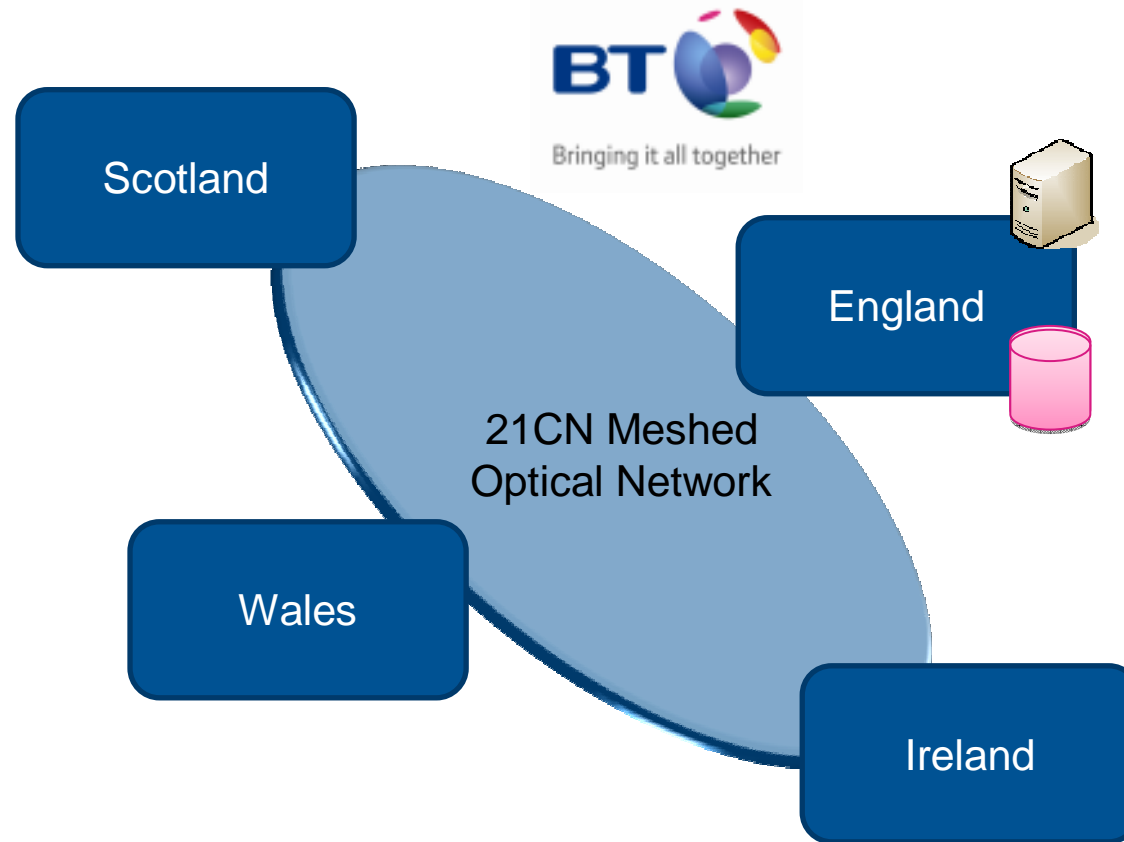 BT
Bringing it all together
Scotland
England
21CN Meshed
Optical Network
Wales
Ireland